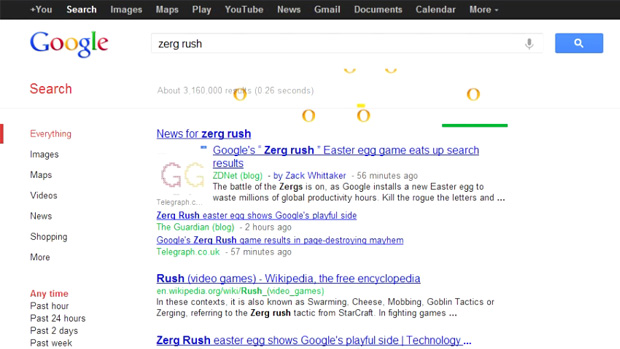 +You Search Images Maps Play YouTube News Gmail Documents Calendar More
Google
zerg rush
Search
About 3,160,000 results (0.26 seconds)
Everything
Images
Maps
Videos
News
Shopping
More
Any time
Past hour
Past 24 hours
Past 2 days
Past week
News for zerg rush
Google's " Zerg Rush " Easter egg game eats up search
results
ZDNet (blog) - by Zack Whittaker - 56 minutes ago
The battle of the Zergs is on, as Google installs a new Easter egg to
waste millions of global productivity hours. Kill the rogue the letters and ...
GG
Telegraph c...
Zerg Rush easter egg shows Google's playful side
The Guardian (blog) - 2 hours ago
Google's Zerg Rush game results in page-destroying mayhem
Telegraph.co.uk - 57 minutes ago
Rush (video games) - Wikipedia, the free encyclopedia
en.wikipedia.org/wiki/Rush_(video_games)
In these contexts, it is also known as Swarming, Cheese, Mobbing, Goblin Tactics or
Zerging, referring to the Zerg rush tactic from StarCraft. In fighting games ...
Zerg Rush easter egg shows Google's playful side | Technology ...